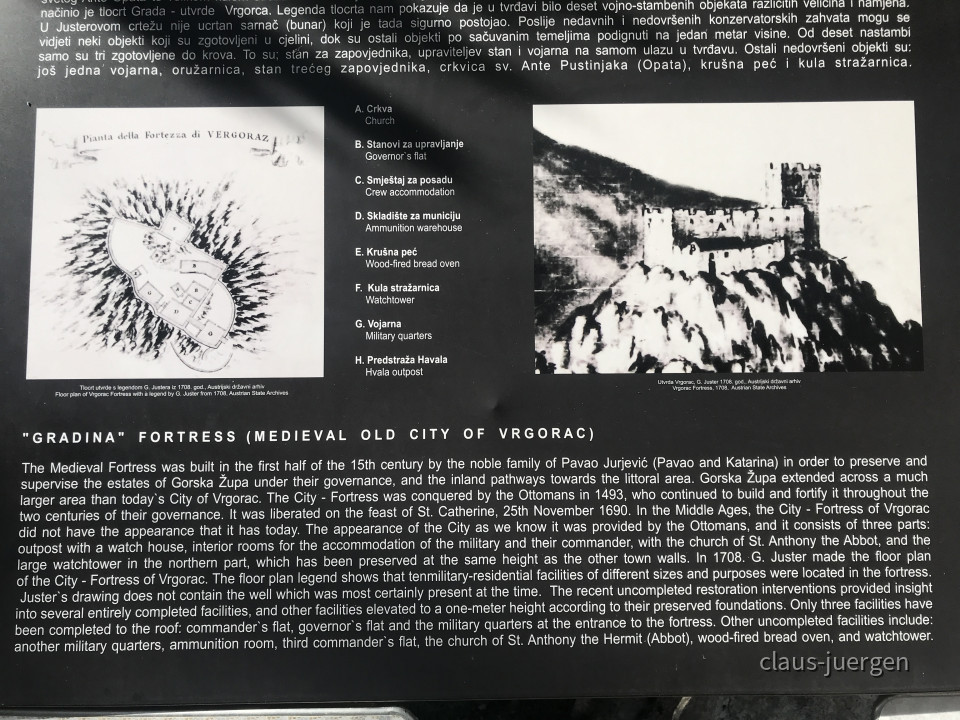 načinio je tlocrt Grada - utvrde Vrgorca. Legenda tlocrta nam pokazuje da je u tvrđavi bilo deset vojno-stambenih objekata različitih veličina i namjena.
U Justerovom crtežu nije ucrtan sarnač (bunar) koji je tada sigurno postojao. Poslije nedavnih i nedovršenih konzervatorskih zahvata mogu se
vidjeti neki objekti koji su zgotovljeni u cjelini, dok su ostali objekti po sačuvanim temeljima podignuti na jedan metar visine. Od deset nastambi
samo su tri zgotovljene do krova. To su; stan za zapovjednika, upraviteljev stan i vojarna na samom ulazu u tvrđavu. Ostali nedovršeni objekti su:
još jedna vojarna, oružarnica, stan trećeg zapovjednika, crkvica sv. Ante Pustinjaka (Opata), krušna peć i kula stražarnica.
Pianta della Fortezza di VERGORAZ
A. Crkva
Church
B. Stanovi za upravljanje
Governor`s flat
C. Smještaj za posadu
Crew accommodation
D. Skladište za municiju
Ammunition warehouse
E. Krušna peć
Wood-fired bread oven
F. Kula stražarnica
Watchtower
G. Vojarna
Military quarters
H. Predstraža Havala
Hvala outpost
Tlocrt utvrde s legendom G. Justera iz 1708. god., Austrijski državni arhiv
Floor plan of Vrgorac Fortress with a legend by G. Juster from 1708, Austrian State Archives
Utvrda Vrgorac, G. Juster 1708. god., Austrijski državni arhiv
Vrgorac Fortress, 1708, Austrian State Archives
"GRADINA" FORTRESS (MEDIEVAL OLD CITY OF VRGORAC)
The Medieval Fortress was built in the first half of the 15th century by the noble family of Pavao Jurjević (Pavao and Katarina) in order to preserve and
supervise the estates of Gorska Župa under their governance, and the inland pathways towards the littoral area. Gorska Župa extended across a much
larger area than today`s City of Vrgorac. The City - Fortress was conquered by the Ottomans in 1493, who continued to build and fortify it throughout the
two centuries of their governance. It was liberated on the feast of St. Catherine, 25th November 1690. In the Middle Ages, the City - Fortress of Vrgorac
did not have the appearance that it has today. The appearance of the City as we know it was provided by the Ottomans, and it consists of three parts:
outpost with a watch house, interior rooms for the accommodation of the military and their commander, with the church of St. Anthony the Abbot, and the
large watchtower in the northern part, which has been preserved at the same height as the other town walls. In 1708. G. Juster made the floor plan
of the City - Fortress of Vrgorac. The floor plan legend shows that tenmilitary-residential facilities of different sizes and purposes were located in the fortress.
Juster`s drawing does not contain the well which was most certainly present at the time. The recent uncompleted restoration interventions provided insight
into several entirely completed facilities, and other facilities elevated to a one-meter height according to their preserved foundations. Only three facilities have
been completed to the roof: commander`s flat, governor`s flat and the military quarters at the entrance to the fortress. Other uncompleted facilities include:
another military quarters, ammunition room, third commander`s flat, the church of St. Anthony the Hermit (Abbot), wood-fired bread oven, and watchtower.
claus-juergen